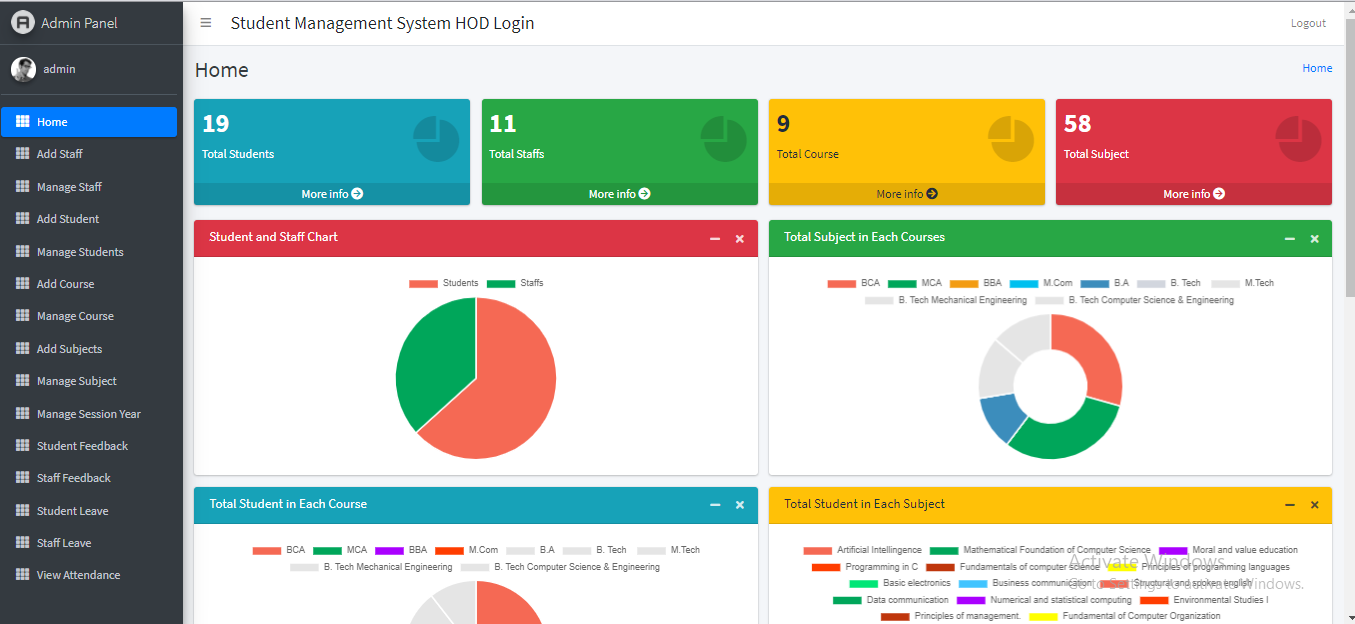 Admin Panel
Student Management System HOD Login
Logout
admin
Home
Add Staff
Manage Staff
Add Student
Manage Students
Add Course
Manage Course
Add Subjects
Manage Subject
Manage Session Year
Student Feedback
Staff Feedback
Student Leave
Staff Leave
View Attendance
Home
Home
19
Total Students
More info
11
Total Staffs
More info
9
Total Course
More info
58
Total Subject
More info
Student and Staff Chart
Students Staffs
Total Subject in Each Courses
BCA MCA BBA M.Com B.A B. Tech M.Tech
B. Tech Mechanical Engineering B. Tech Computer Science & Engineering
Total Student in Each Course
BCA MCA BBA M.Com B.A B. Tech M.Tech
B. Tech Mechanical Engineering B. Tech Computer Science & Engineering
Total Student in Each Subject
Artificial Intellingence Mathematical Foundation of Computer Science Moral and value education
Programming in C Fundamentals of computer science Principles of programming languages
Basic electronics Business communication Structure and spoken english
Data communication Numerical and statistical computing Environmental Studies I
Principles of management. Fundamental of Computer Organization
Activate Windows
Go to Settings to activate Windows.